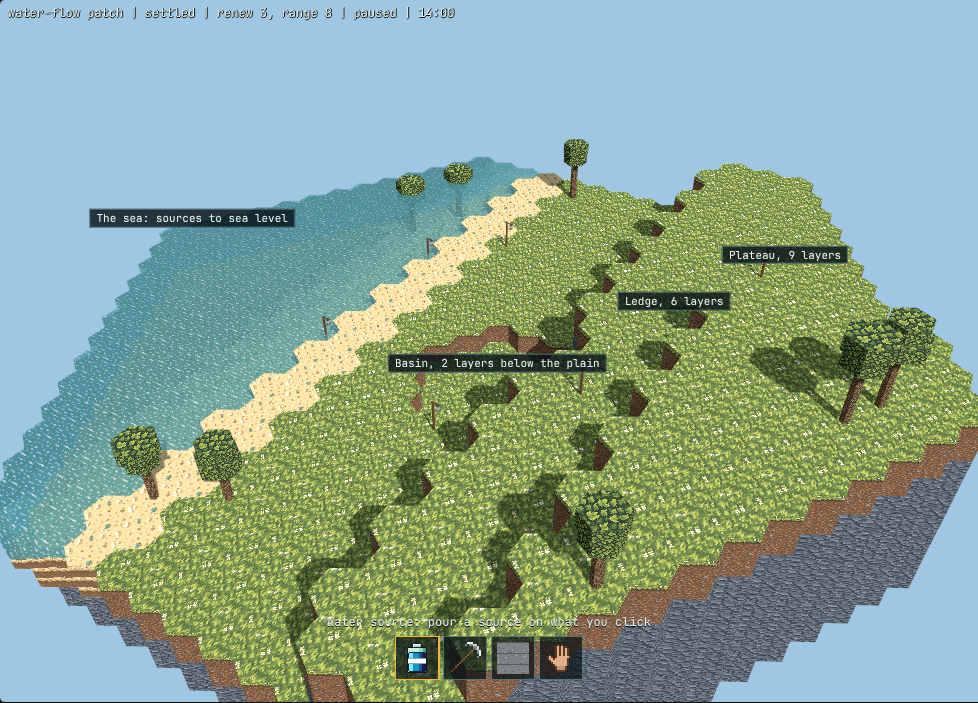 water-flow patch | settled | renew 3, range 8 | paused | 14:00
The sea: sources to sea level
Plateau, 9 layers
Ledge, 6 layers
Basin, 2 layers below the plain
Water source: pour a source on what you click